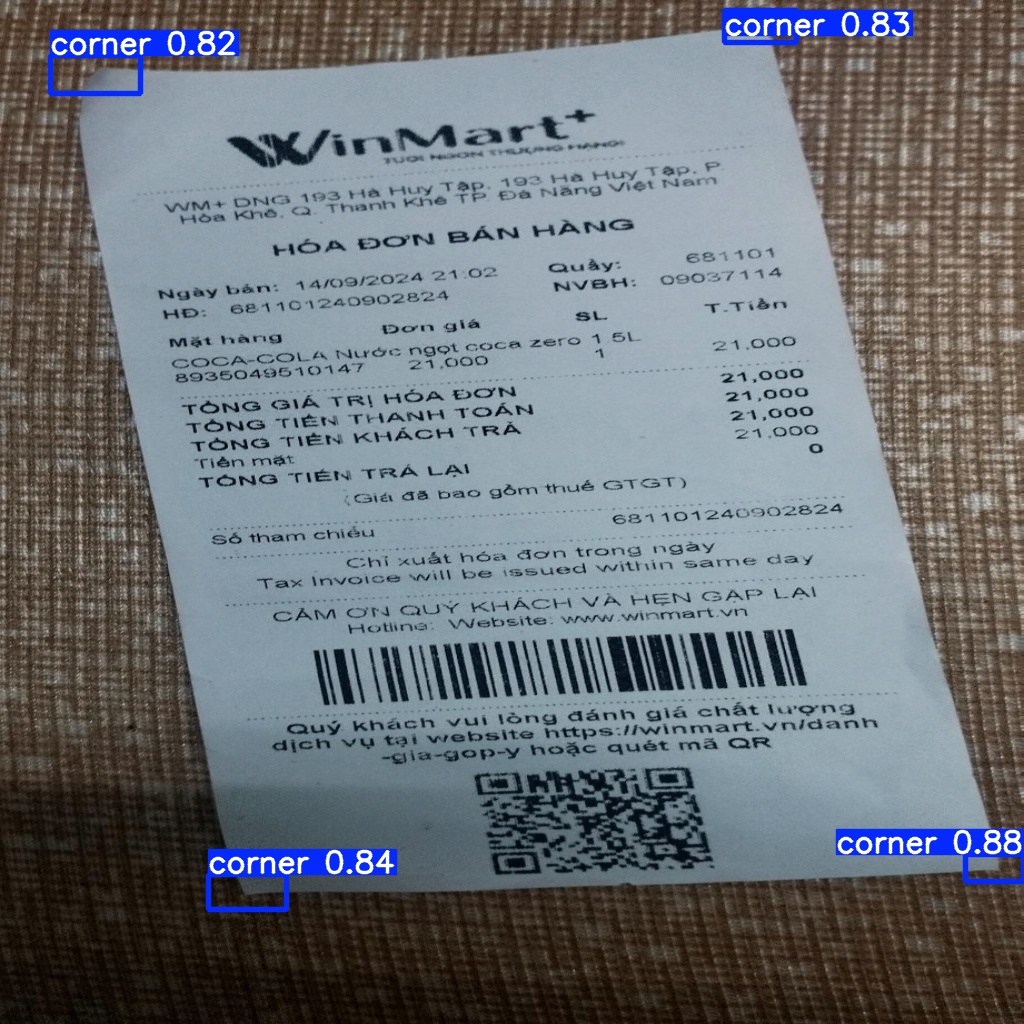 corner 0.82
corner 0.83
WinMart+
TƯƠI NGON THƯỢNG HẠNG!
WM+ DNG 193 Hà Huy Tập, 193 Hà Huy Tập, P.
Hòa Khê, Q. Thanh Khê TP. Đà Nẵng Việt Nam
HÓA ĐƠN BÁN HÀNG
Ngày bán: 14/09/2024 21:02 Quầy: 681101
HĐ: 681101240902824 NVBH: 09037114
Mặt hàng Đơn giá SL T.Tiền
COCA-COLA Nước ngọt coca zero 1.5L
8935049510147 21,000 1 21,000
TỔNG GIÁ TRỊ HÓA ĐƠN 21,000
TỔNG TIỀN THANH TOÁN 21,000
TỔNG TIỀN KHÁCH TRẢ 21,000
Tiền mặt 21,000
TỔNG TIỀN TRẢ LẠI 0
(Giá đã bao gồm thuế GTGT)
Số tham chiếu 681101240902824
Chỉ xuất hóa đơn trong ngày
Tax Invoice will be issued within same day
CẢM ƠN QUÝ KHÁCH VÀ HẸN GẶP LẠI
Hotline: Website: www.winmart.vn
Quý khách vui lòng đánh giá chất lượng
dịch vụ tại website https://winmart.vn/danh
-gia-gop-y hoặc quét mã QR
corner 0.84
corner 0.88